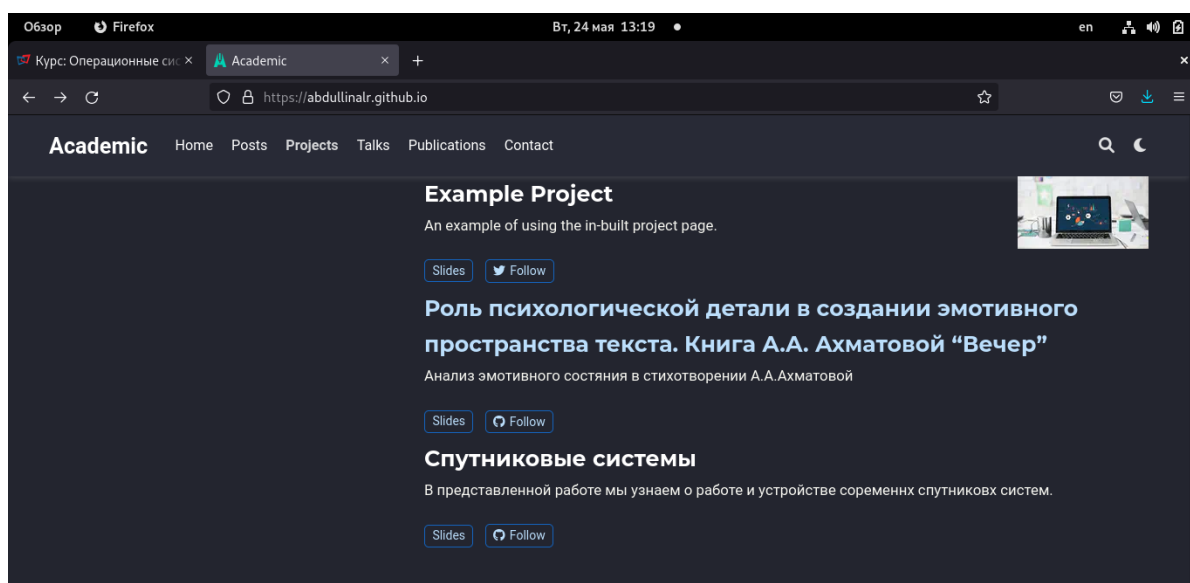 Обзор Firefox Вт, 24 мая 13:19 en
Курс: Операционные сис Academic
https://abdullinalr.github.io
Academic Home Posts Projects Talks Publications Contact
Example Project
An example of using the in-built project page.
Slides Follow
Роль психологической детали в создании эмотивного
пространства текста. Книга А.А. Ахматовой “Вечер”
Анализ эмотивного состяния в стихотворении А.А.Ахматовой
Slides Follow
Спутниковые системы
В представленной работе мы узнаем о работе и устройстве соременнх спутниковх систем.
Slides Follow